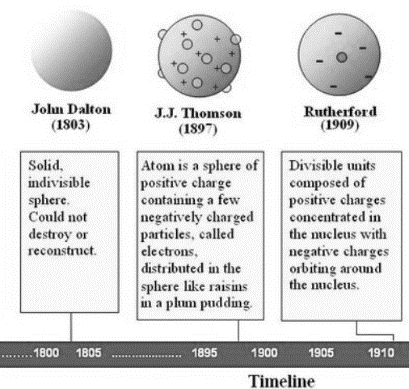 John Dalton
(1803)
J.J. Thomson
(1897)
Rutherford
(1909)
Solid,
indivisible
sphere.
Could not
destroy or
reconstruct.
Atom is a sphere of
positive charge
containing a few
negatively charged
particles, called
electrons,
distributed in the
sphere like raisins
in a plum pudding.
Divisible units
composed of
positive charges
concentrated in
the nucleus with
negative charges
orbiting around
the nucleus.
........1800 1805 ...................... 1895 1900 1905 1910
Timeline